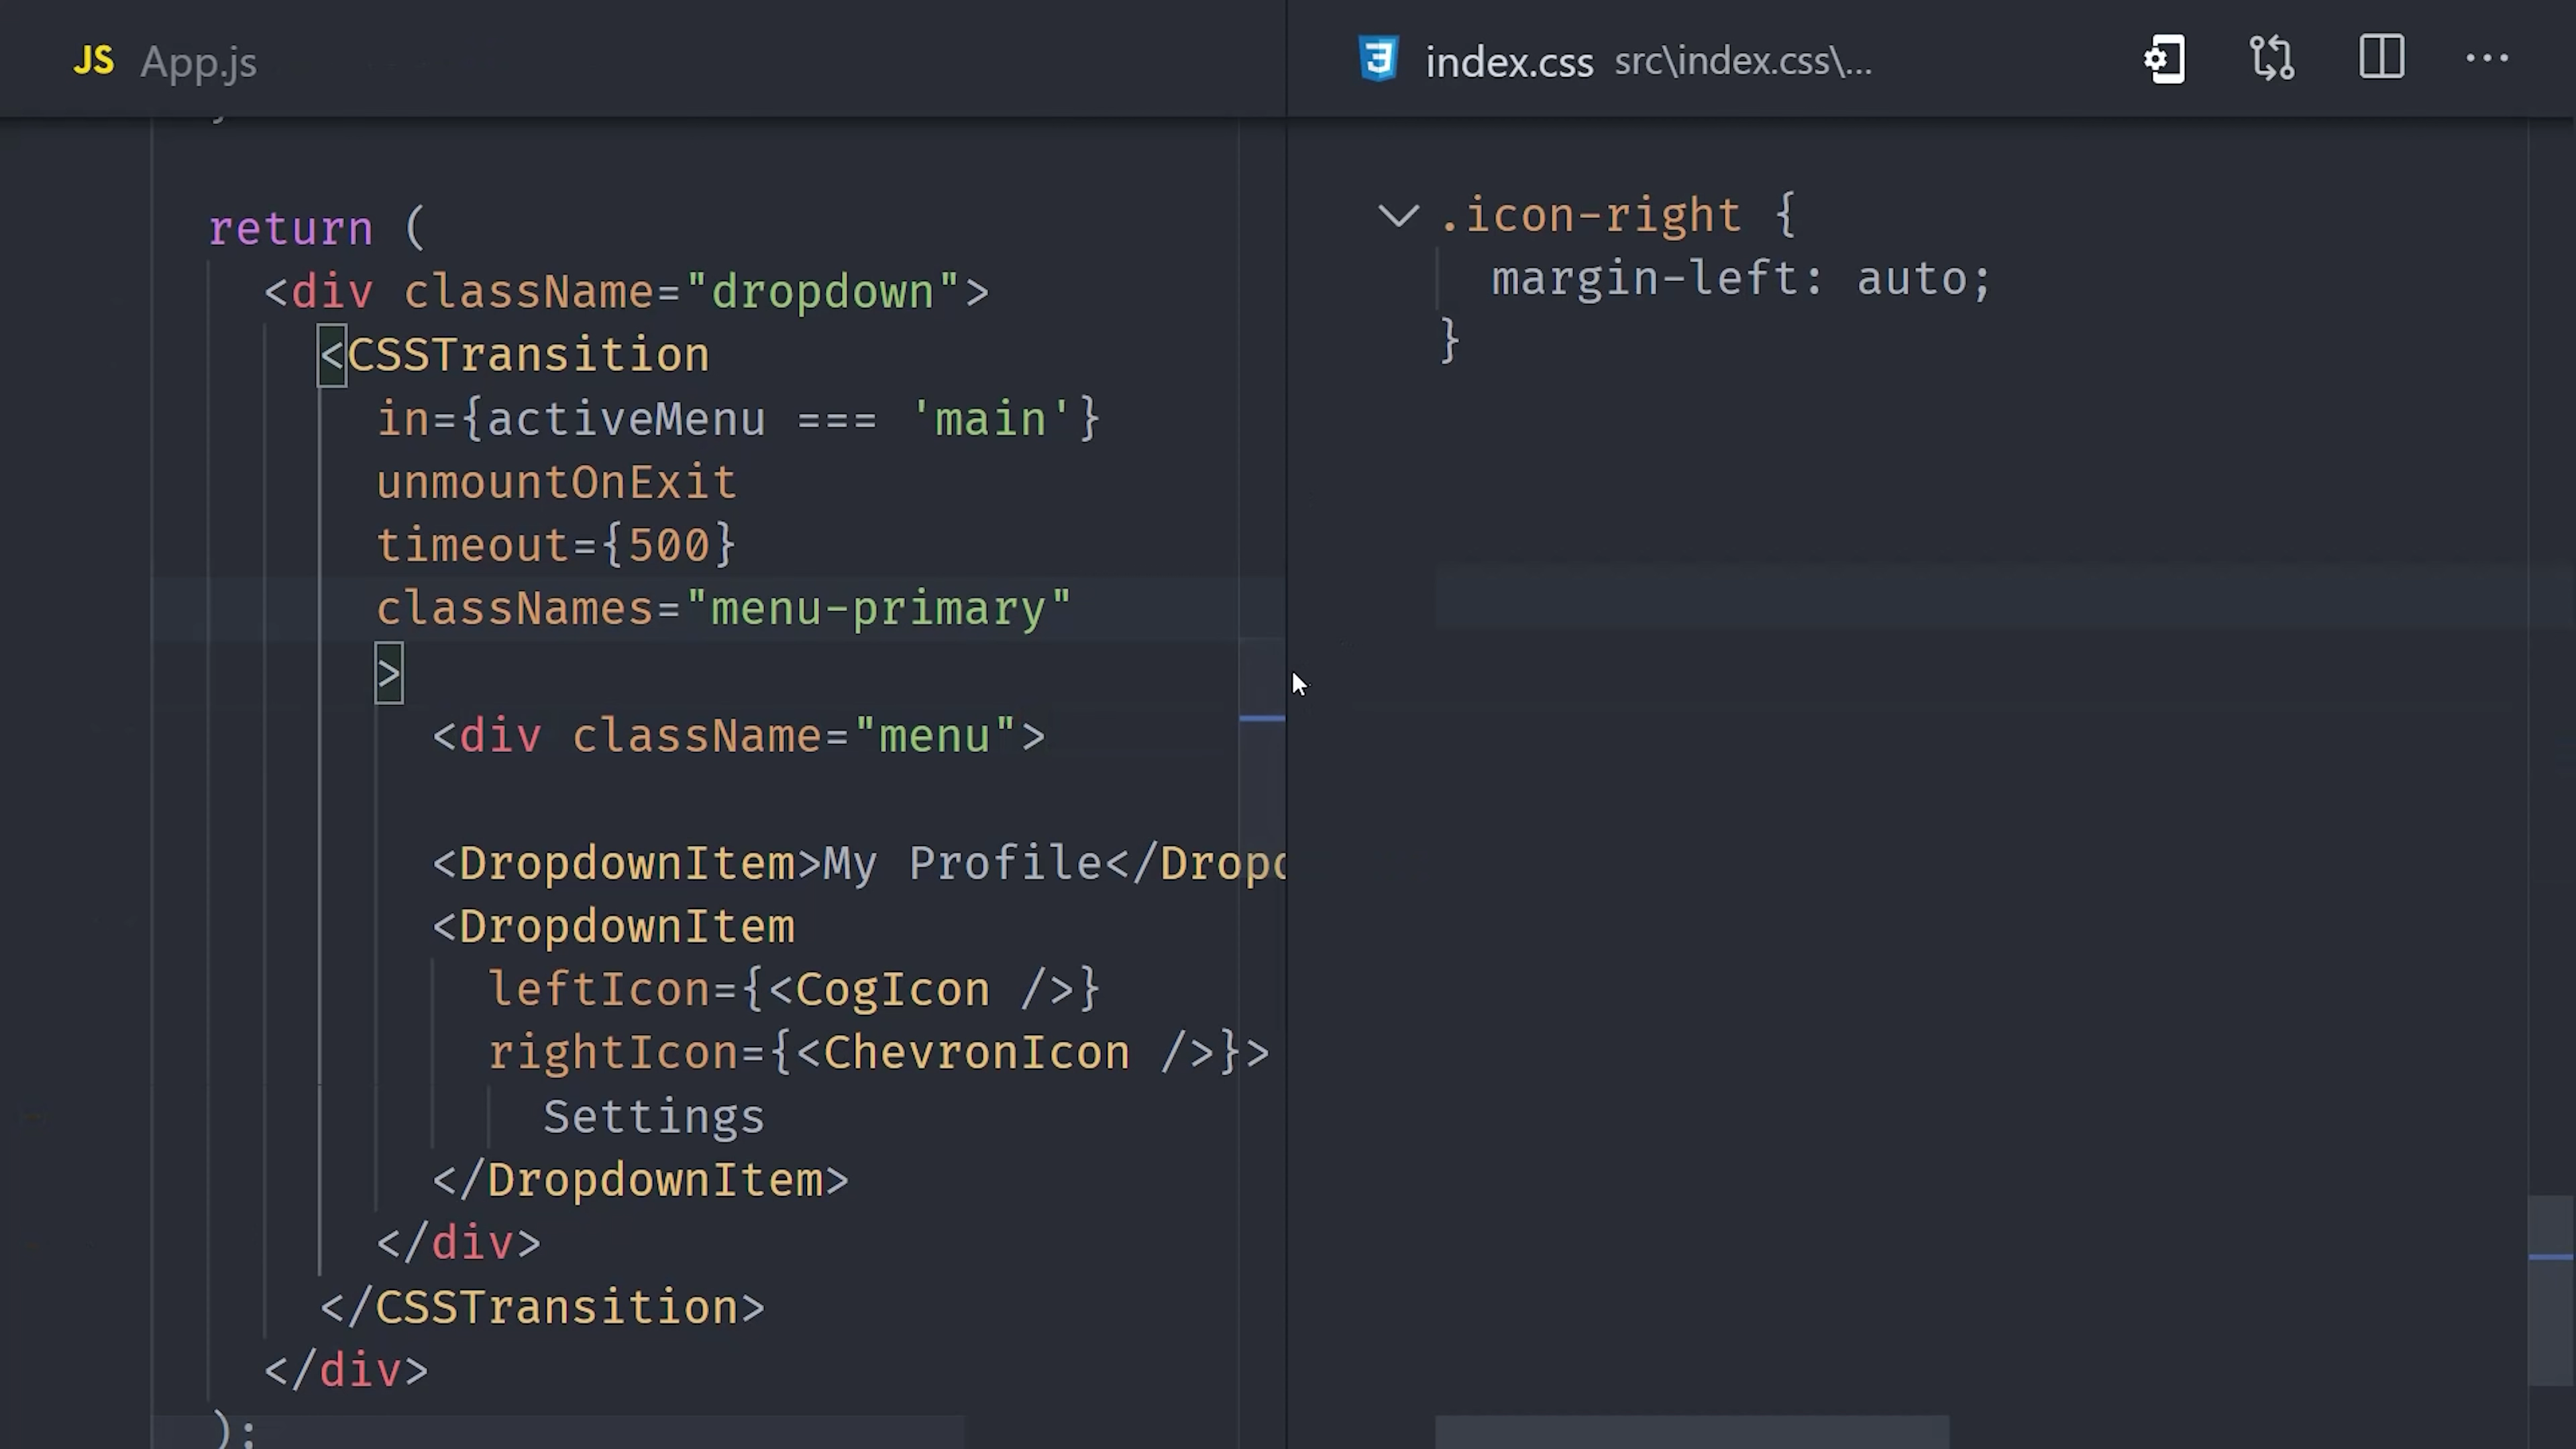 JS App.js
index.css src\index.css\...
return (
<div className="dropdown">
<CSSTransition
in={activeMenu === 'main'}
unmountOnExit
timeout={500}
classNames="menu-primary"
>
<div className="menu">
<DropdownItem>My Profile</Dropd
<DropdownItem
leftIcon={<CogIcon />}
rightIcon={<ChevronIcon />}>
Settings
</DropdownItem>
</div>
</CSSTransition>
</div>
);
.icon-right {
margin-left: auto;
}